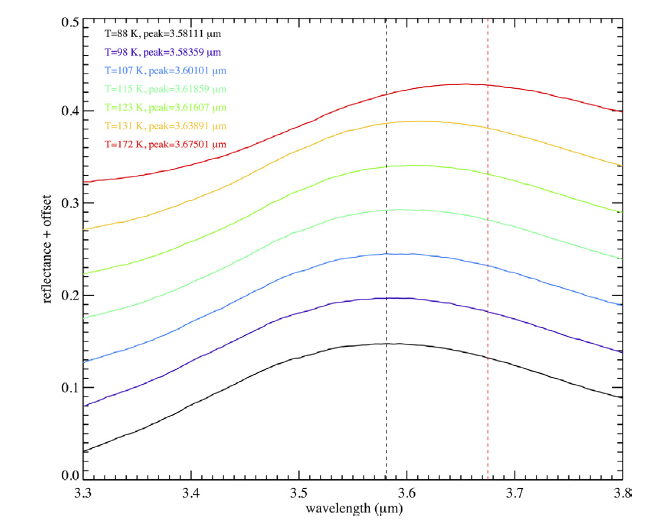 0.5
T=88 K, peak=3.58111 μm
T=98 K, peak=3.58359 μm
T=107 K, peak=3.60101 μm
T=115 K, peak=3.61859 μm
T=123 K, peak=3.61607 μm
T=131 K, peak=3.63891 μm
T=172 K, peak=3.67501 μm
0.4
0.3
reflectance + offset
0.2
0.1
0.0
3.3 3.4 3.5 3.6 3.7 3.8
wavelength (μm)